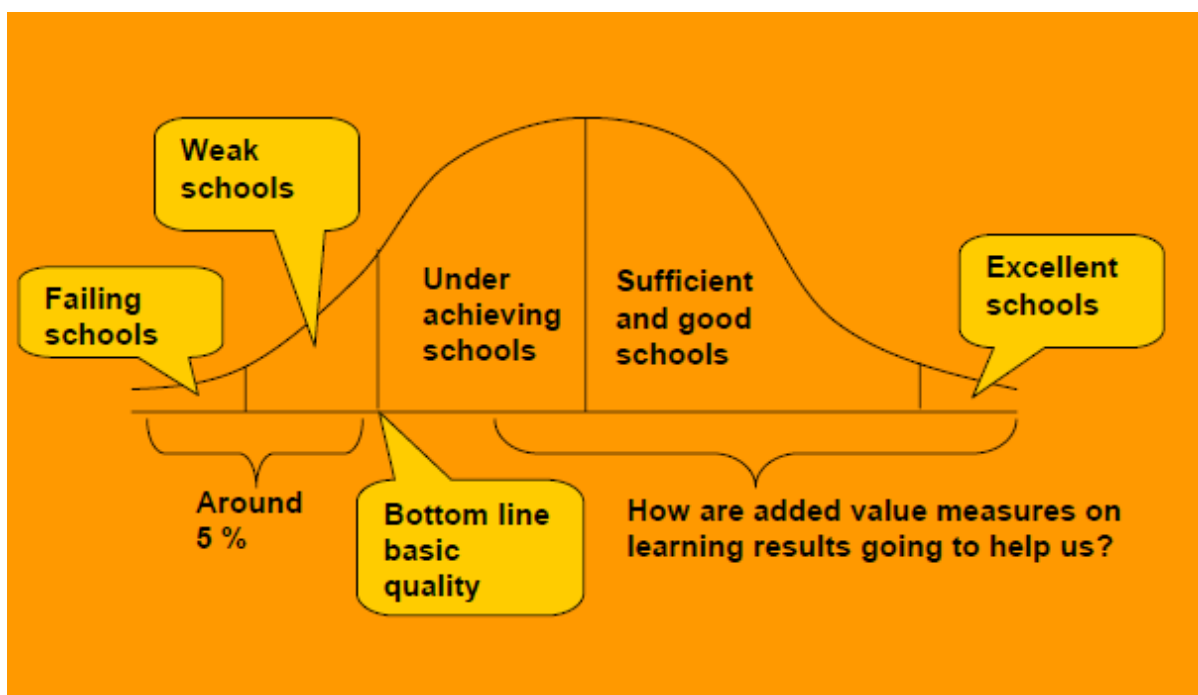 Weak
schools
Failing
schools
Under
achieving
schools
Sufficient
and good
schools
Excellent
schools
Around
5 %
Bottom line
basic
quality
How are added value measures on
learning results going to help us?